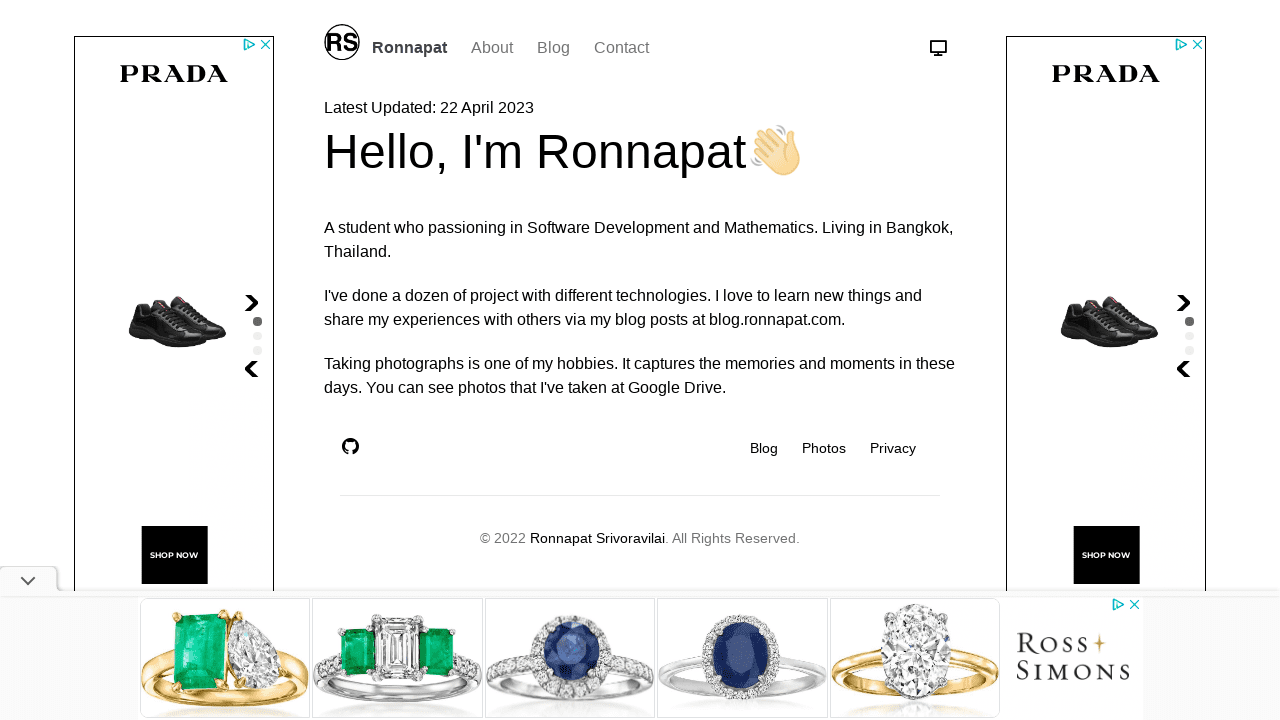 RS
Ronnapat
About
Blog
Contact
Latest Updated: 22 April 2023
Hello, I'm Ronnapat👋
A student who passioning in Software Development and Mathematics. Living in Bangkok,
Thailand.
I've done a dozen of project with different technologies. I love to learn new things and
share my experiences with others via my blog posts at blog.ronnapat.com.
Taking photographs is one of my hobbies. It captures the memories and moments in these
days. You can see photos that I've taken at Google Drive.
Blog
Photos
Privacy
© 2022 Ronnapat Srivoravilai. All Rights Reserved.
PRADA
SHOP NOW
PRADA
SHOP NOW
ROSS
SIMONS